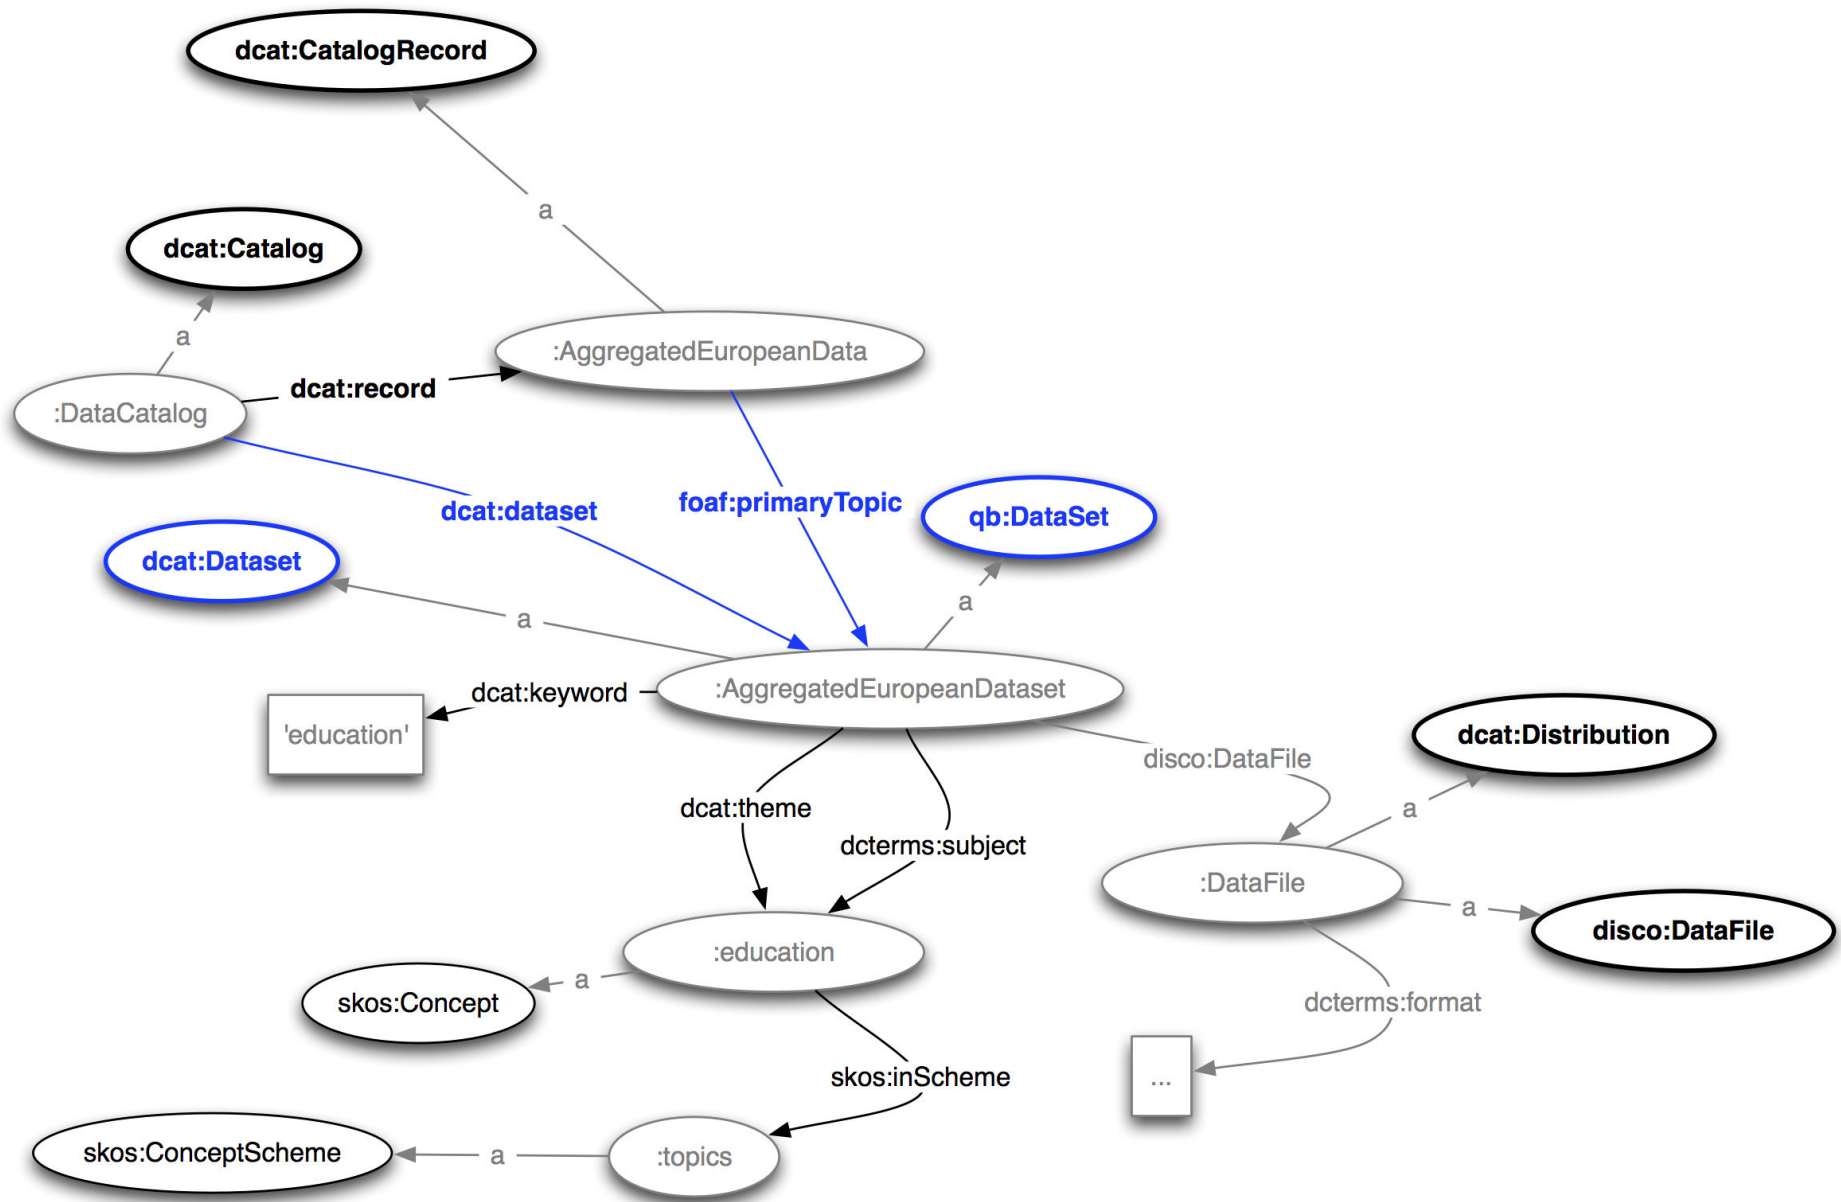 dcat:CatalogRecord
a
dcat:Catalog
a
:AggregatedEuropeanData
dcat:record
:DataCatalog
dcat:dataset
foaf:primaryTopic
qb:DataSet
dcat:Dataset
a
a
:AggregatedEuropeanDataset
dcat:keyword
'education'
disco:DataFile
dcat:Distribution
dcat:theme
a
dcterms:subject
:DataFile
a
disco:DataFile
:education
a
skos:Concept
dcterms:format
skos:inScheme
...
skos:ConceptScheme
a
:topics